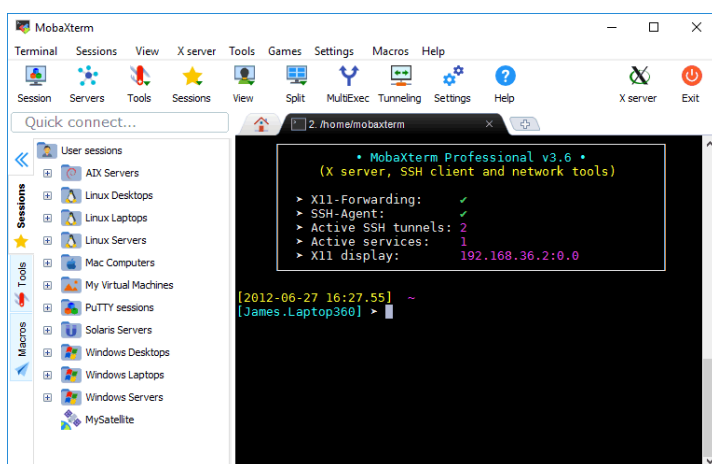 MobaXterm
Terminal Sessions View X server Tools Games Settings Macros Help
Session Servers Tools Sessions View Split MultiExec Tunneling Settings Help X server Exit
Quick connect...
2. /home/mobaxterm
Sessions
Tools
Macros
User sessions
AIX Servers
Linux Desktops
Linux Laptops
Linux Servers
Mac Computers
My Virtual Machines
PuTTY sessions
Solaris Servers
Windows Desktops
Windows Laptops
Windows Servers
MySatellite
• MobaXterm Professional v3.6 •
(X server, SSH client and network tools)
➤ X11-Forwarding: ✔
➤ SSH-Agent: ✔
➤ Active SSH tunnels: 2
➤ Active services: 1
➤ X11 display: 192.168.36.2:0.0
[2012-06-27 16:27.55] ~
[James.Laptop360] ➤